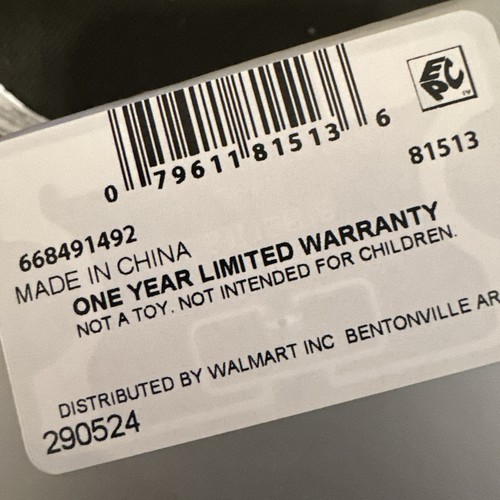 EPC
TM
0 79611 81513 6
81513
668491492
MADE IN CHINA
ONE YEAR LIMITED WARRANTY
NOT A TOY. NOT INTENDED FOR CHILDREN.
DISTRIBUTED BY WALMART INC BENTONVILLE AR
290524